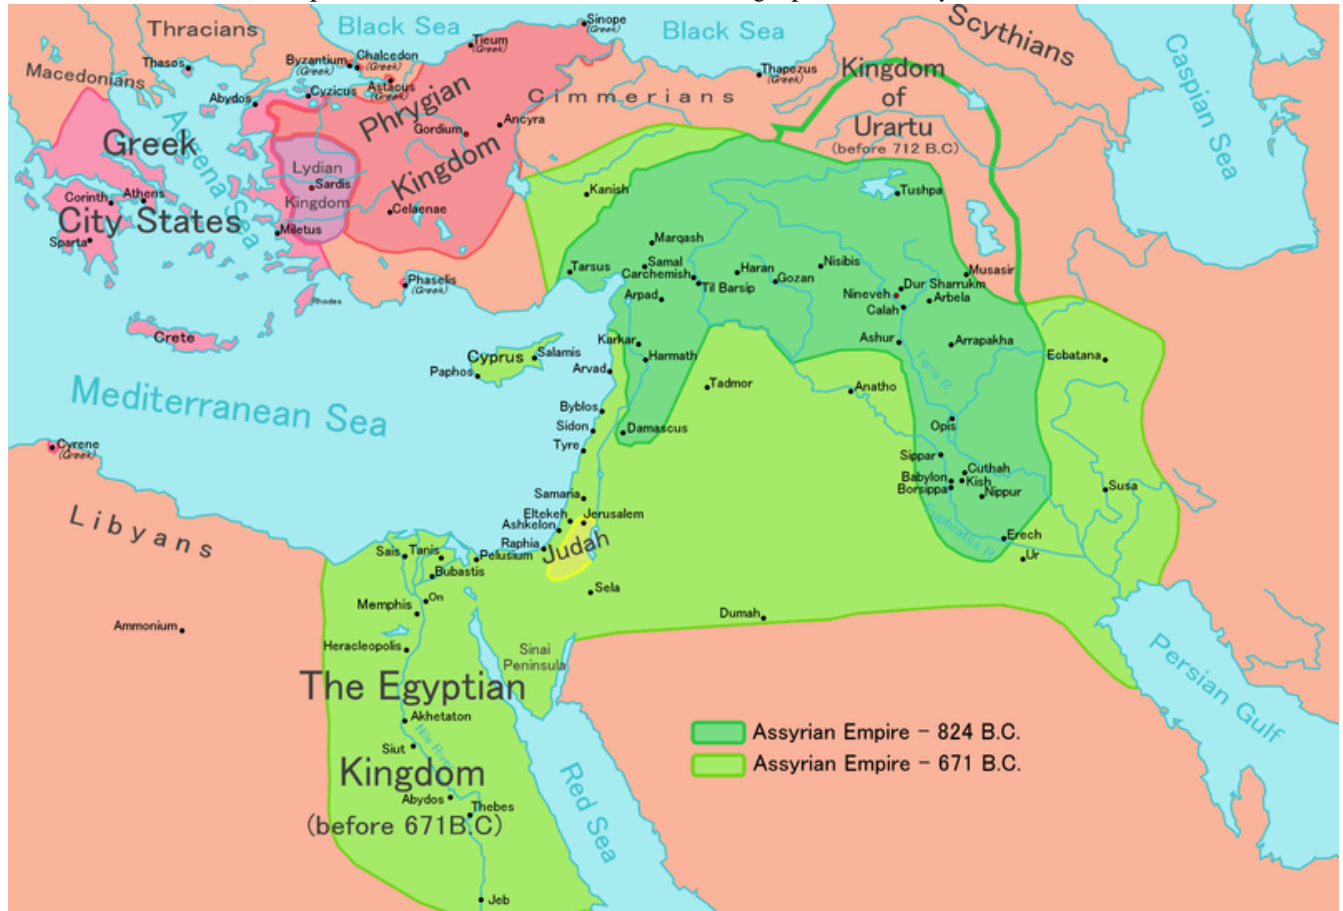 Black Sea
Sinope
(Greek)
Black Sea
Scythians
Caspian Sea
Thracians
Tieum
(Greek)
Byzantium
(Greek)
Chalcedon
(Greek)
Thasos
Macedonians
Astacus
(Greek)
Thapezus
(Greek)
Kingdom
of
Urartu
(before 712 B.C)
Abydos
Cyzicus
Cimmerians
Phrygian
Kingdom
Gordium
Ancyra
Greek
City States
Lydian
Kingdom
Sardis
Celaenae
Miletus
Corinth
Athens
Sparta
Kanish
Tushpa
Phaselis
(Greek)
Rhodes
Crete
Marqash
Samal
Carchemish
Tarsus
Arpad
Til Barsip
Haran
Gozan
Nisibis
Musasir
Dur Sharrukm
Nineveh
Arbela
Calah
Ashur
Arrapakha
Ecbatana
Karkar
Harmath
Arvad
Cyprus
Salamis
Paphos
Mediterranean Sea
Tadmor
Anatho
Tigris R.
Byblos
Sidon
Tyre
Damascus
Opis
Sippar
Cuthah
Babylon
Kish
Borsippa
Nippur
Susa
Euphrates R.
Erech
Ur
Cyrene
(Greek)
Libyans
Samaria
Eltekeh
Jerusalem
Ashkelon
Raphia
Judah
Sais
Tanis
Pelusium
Bubastis
Sela
On
Memphis
Dumah
Ammonium
Heracleopolis
Sinai
Peninsula
Persian Gulf
The Egyptian
Kingdom
(before 671B.C)
Akhetaton
Siut
Nile River
Abydos
Thebes
Red Sea
Jeb
Assyrian Empire - 824 B.C.
Assyrian Empire - 671 B.C.